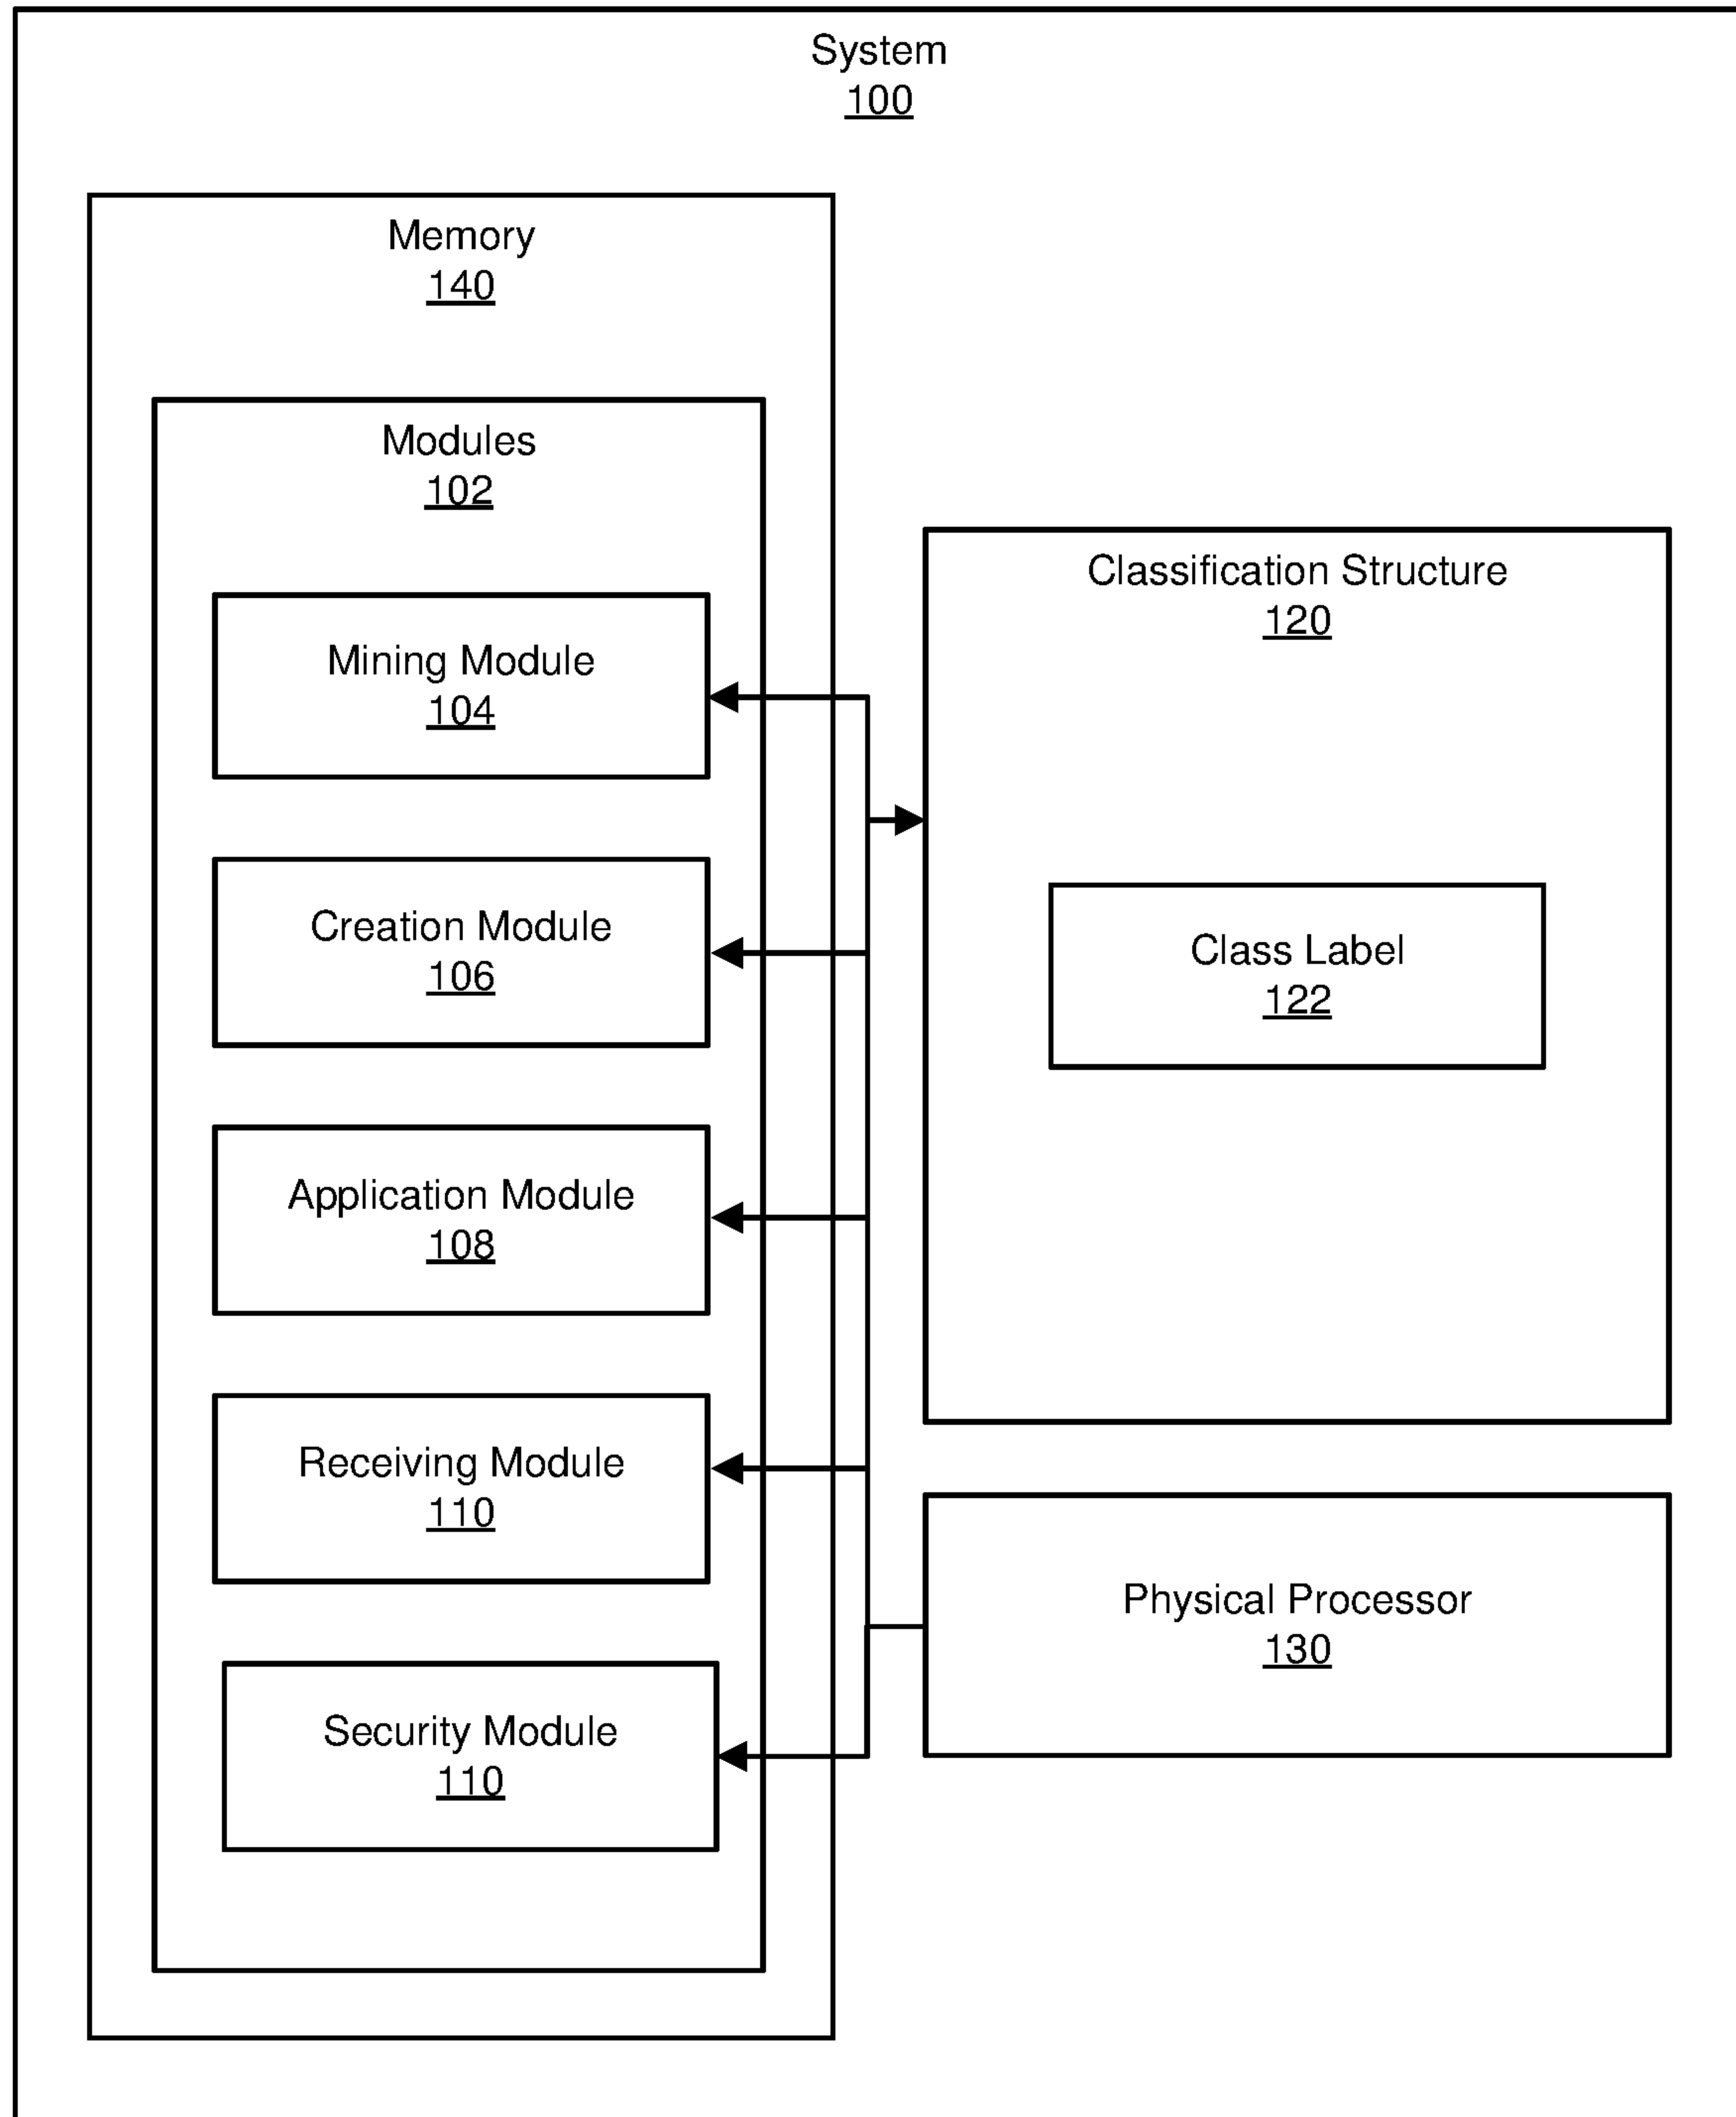 System
100
Memory
140
Modules
102
Mining Module
104
Creation Module
106
Application Module
108
Receiving Module
110
Security Module
110
Classification Structure
120
Class Label
122
Physical Processor
130